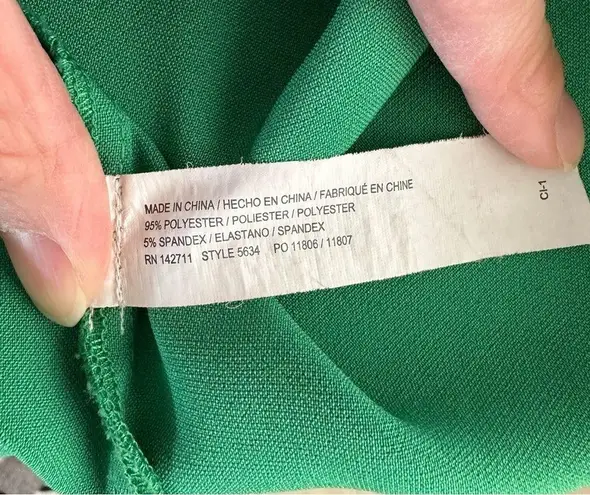 MADE IN CHINA / HECHO EN CHINA / FABRIQUÉ EN CHINE
95% POLYESTER / POLIESTER / POLYESTER
5% SPANDEX / ELASTANO / SPANDEX
RN 142711 STYLE 5634 PO 11806 / 11807
CI-1